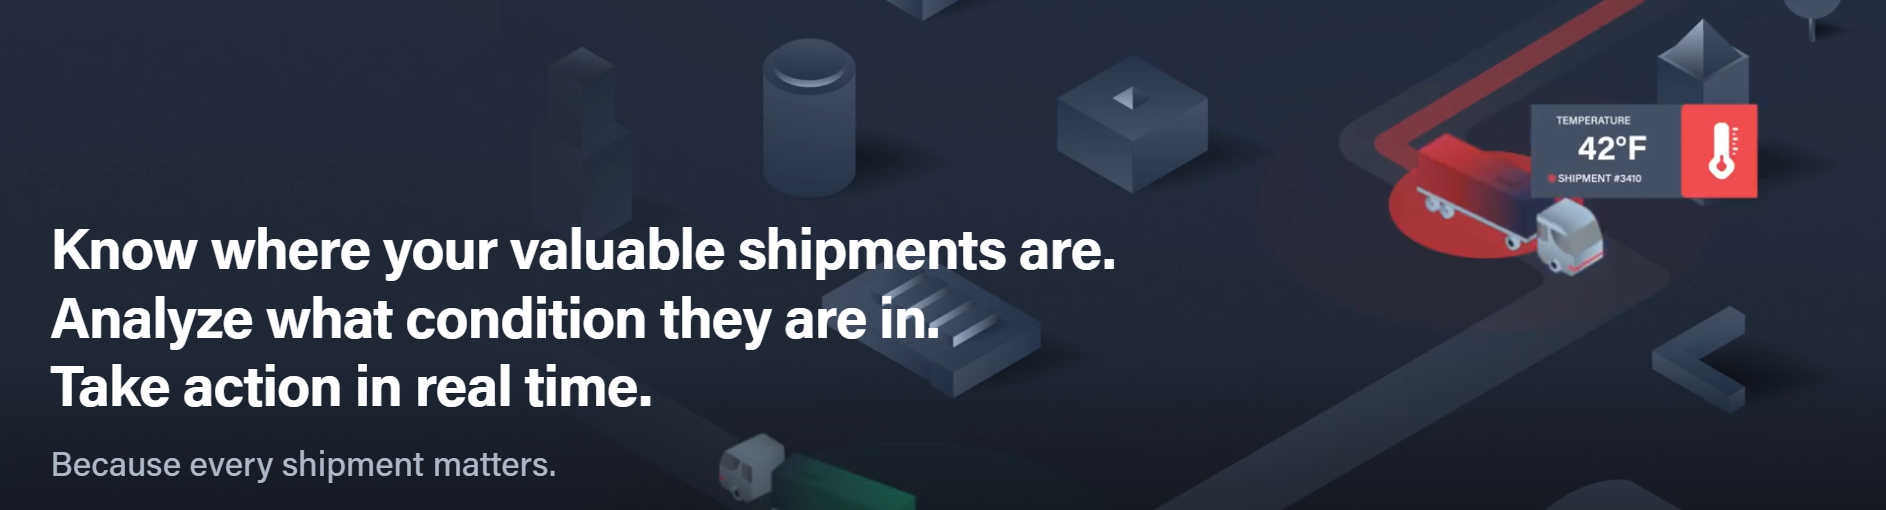 Know where your valuable shipments are.
Analyze what condition they are in.
Take action in real time.
Because every shipment matters.
TEMPERATURE
42°F
SHIPMENT #3410